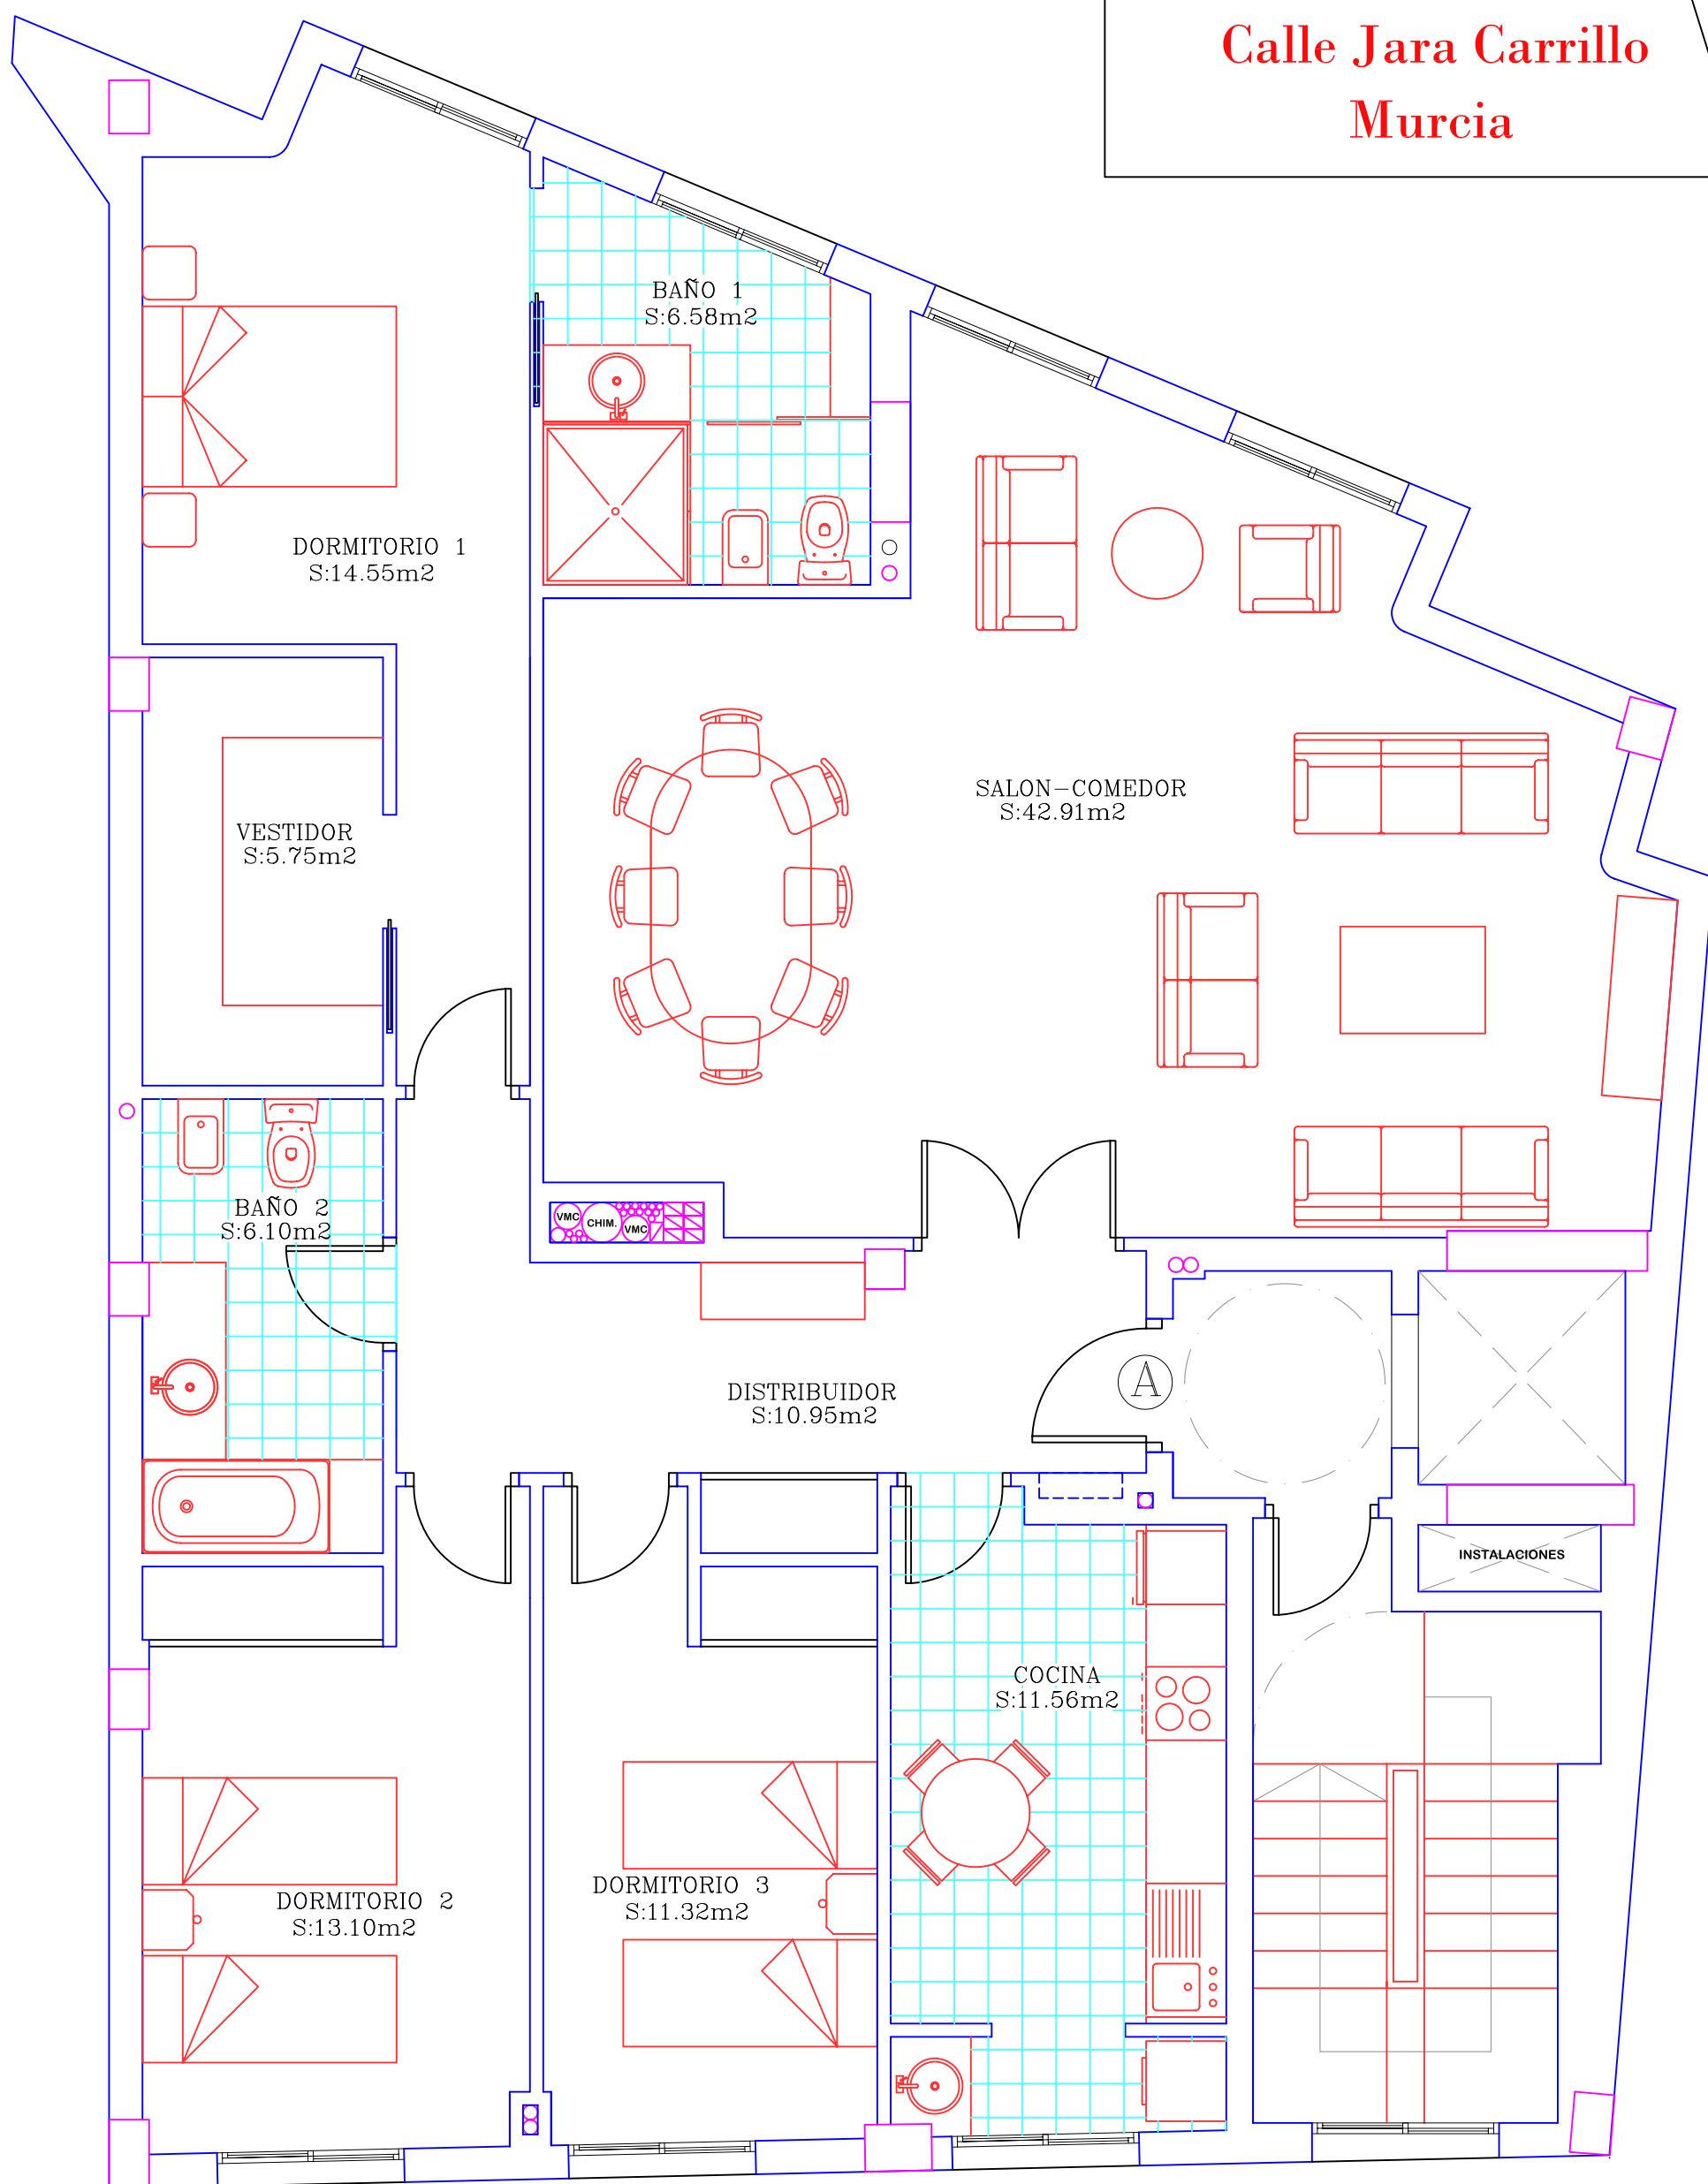 Calle Jara Carrillo
Murcia
BAÑO 1
S:6.58m2
DORMITORIO 1
S:14.55m2
SALON-COMEDOR
S:42.91m2
VESTIDOR
S:5.75m2
BAÑO 2
S:6.10m2
VMC
CHIM.
VMC
DISTRIBUIDOR
S:10.95m2
A
INSTALACIONES
COCINA
S:11.56m2
DORMITORIO 3
S:11.32m2
DORMITORIO 2
S:13.10m2